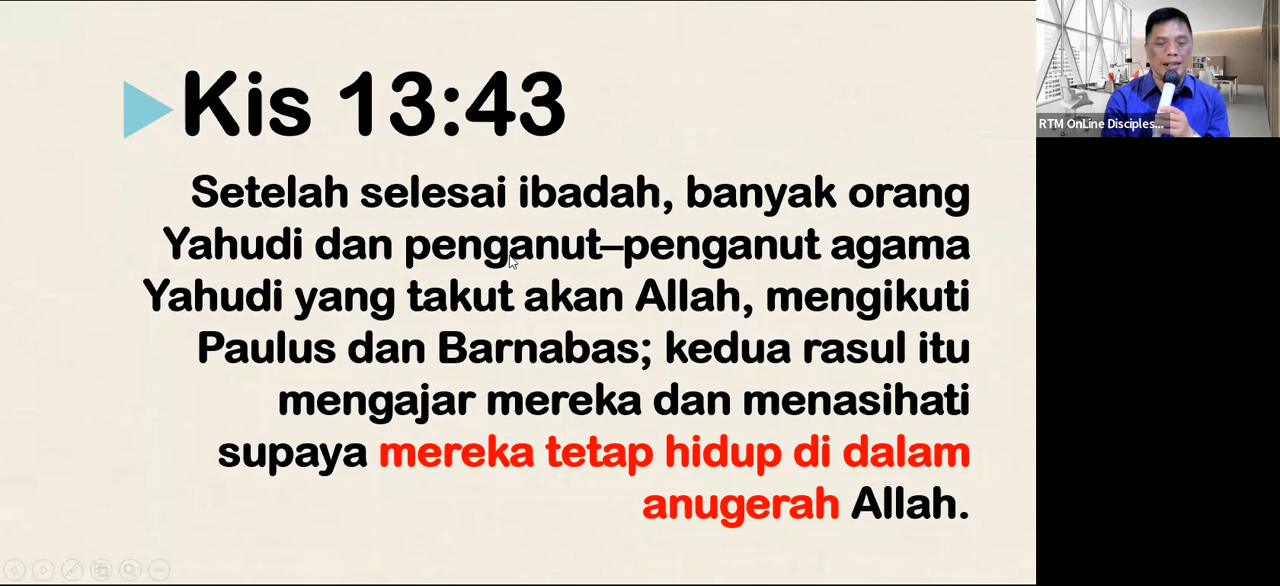 Kis 13:43
Setelah selesai ibadah, banyak orang
Yahudi dan penganut–penganut agama
Yahudi yang takut akan Allah, mengikuti
Paulus dan Barnabas; kedua rasul itu
mengajar mereka dan menasihati
supaya mereka tetap hidup di dalam
anugerah Allah.
RTM OnLine Disciples...